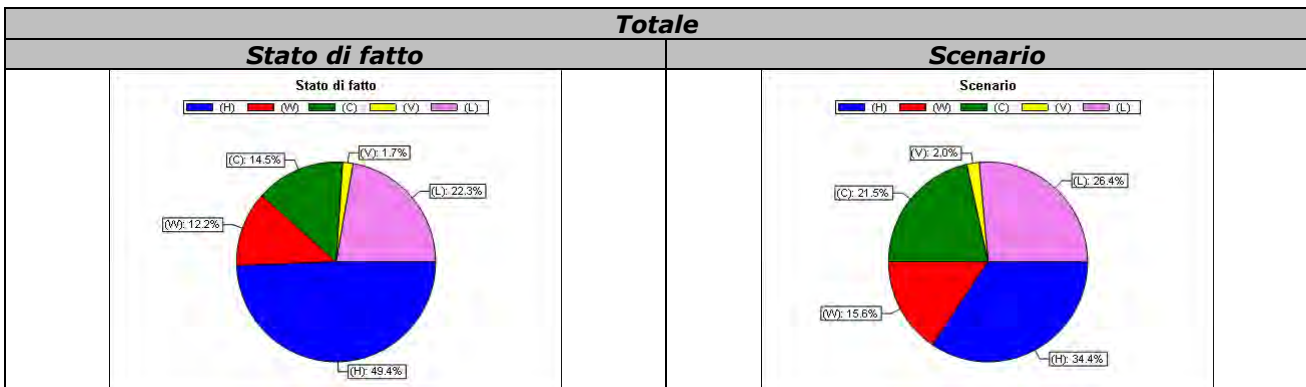 Totale
Stato di fatto
Scenario
Stato di fatto
(H) (W) (C) (V) (L)
(V): 1.7%
(C): 14.5%
(L): 22.3%
(W): 12.2%
(H): 49.4%
Scenario
(H) (W) (C) (V) (L)
(V): 2.0%
(L): 26.4%
(C): 21.5%
(W): 15.6%
(H): 34.4%